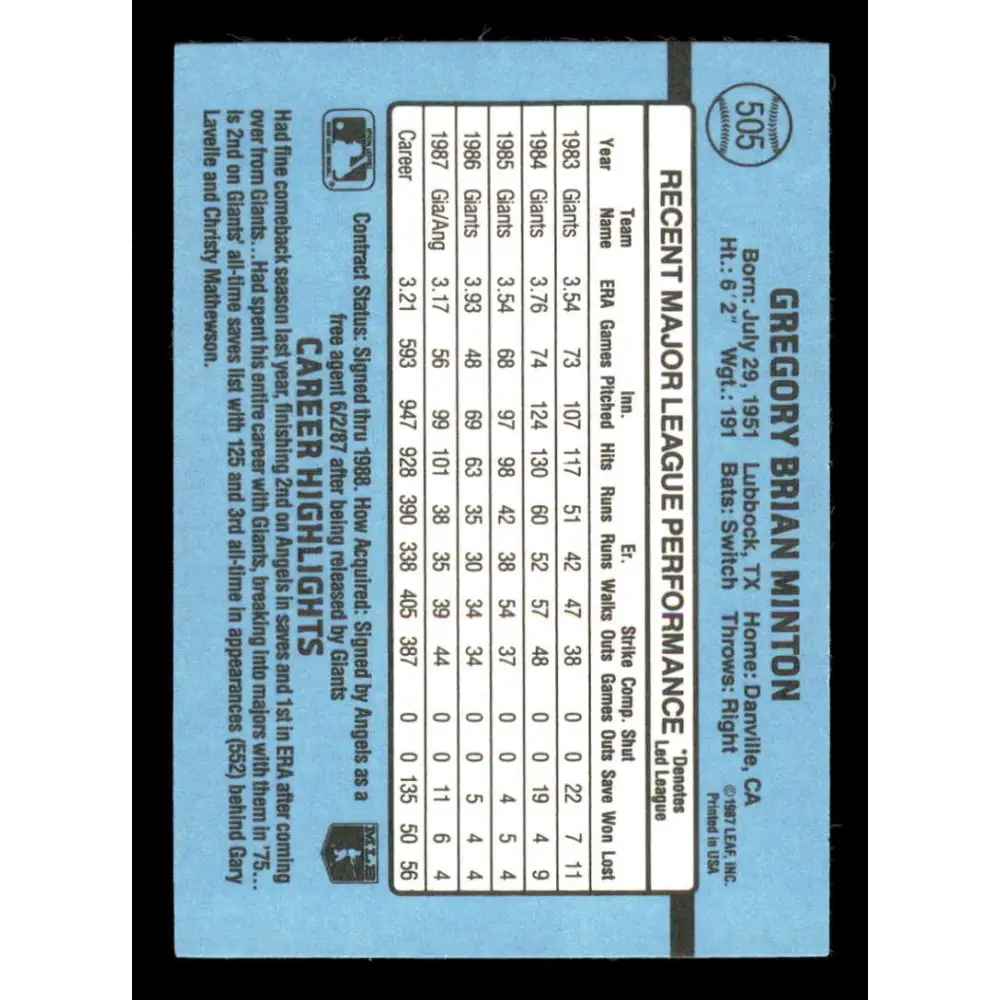 505
GREGORY BRIAN MINTON
Born: July 29, 1951 Lubbock, TX Home: Danville, CA
Ht.: 6'2" Wgt.: 191 Bats: Switch Throws: Right
©1987 LEAF, INC.
Printed in USA
RECENT MAJOR LEAGUE PERFORMANCE *Denotes Led League
Team Inn. Er. Strike Comp. Shut
Year Name ERA Games Pitched Hits Runs Runs Walks Outs Games Outs Save Won Lost
1983 Giants 3.54 73 107 117 51 42 47 38 0 0 22 7 11
1984 Giants 3.76 74 124 130 60 52 57 48 0 0 19 4 9
1985 Giants 3.54 68 97 98 42 38 54 37 0 0 4 5 4
1986 Giants 3.93 48 69 63 35 30 34 34 0 0 5 4 4
1987 Gia/Ang 3.17 56 99 101 38 35 39 44 0 0 11 6 4
Career 3.21 593 947 928 390 338 405 387 0 0 135 50 56
Contract Status: Signed thru 1988. How Acquired: Signed by Angels as a
free agent 6/2/87 after being released by Giants
MLB
CAREER HIGHLIGHTS
Had fine comeback season last year, finishing 2nd on Angels in saves and 1st in ERA after coming
over from Giants...Had spent his entire career with Giants, breaking into majors with them in '75...
Is 2nd on Giants' all-time saves list with 125 and 3rd all-time in appearances (552) behind Gary
Lavelle and Christy Mathewson.